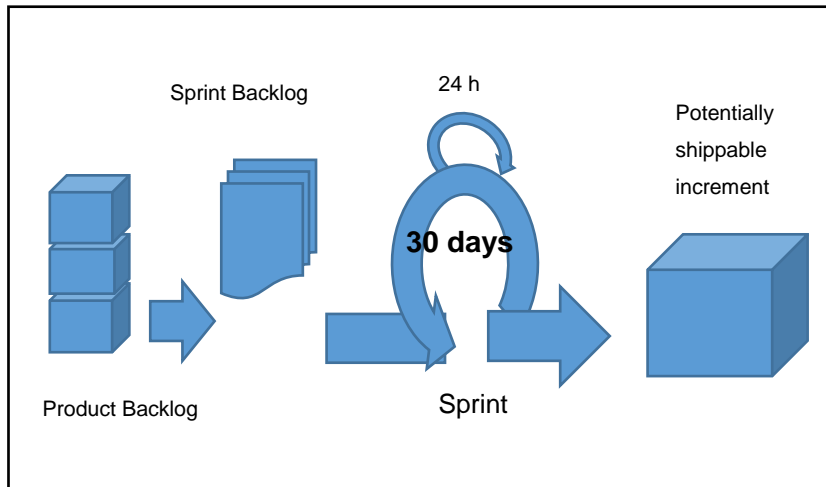 24 h
Sprint Backlog
Potentially
shippable
increment
30 days
Product Backlog
Sprint